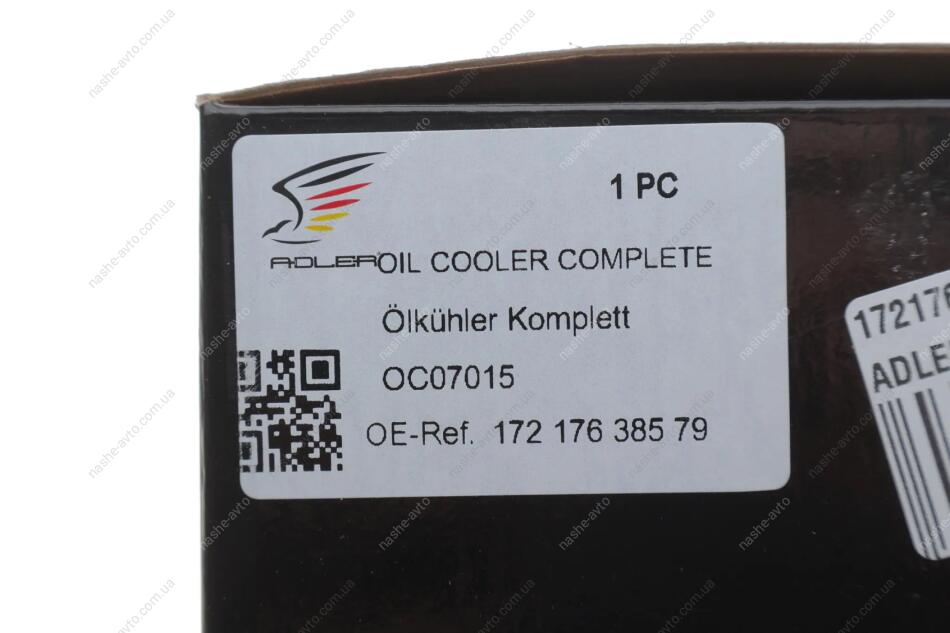 1 PC
ADLER
OIL COOLER COMPLETE
Ölkühler Komplett
OC07015
OE-Ref. 172 176 385 79
172176
ADLE
nashe-avto.com.ua